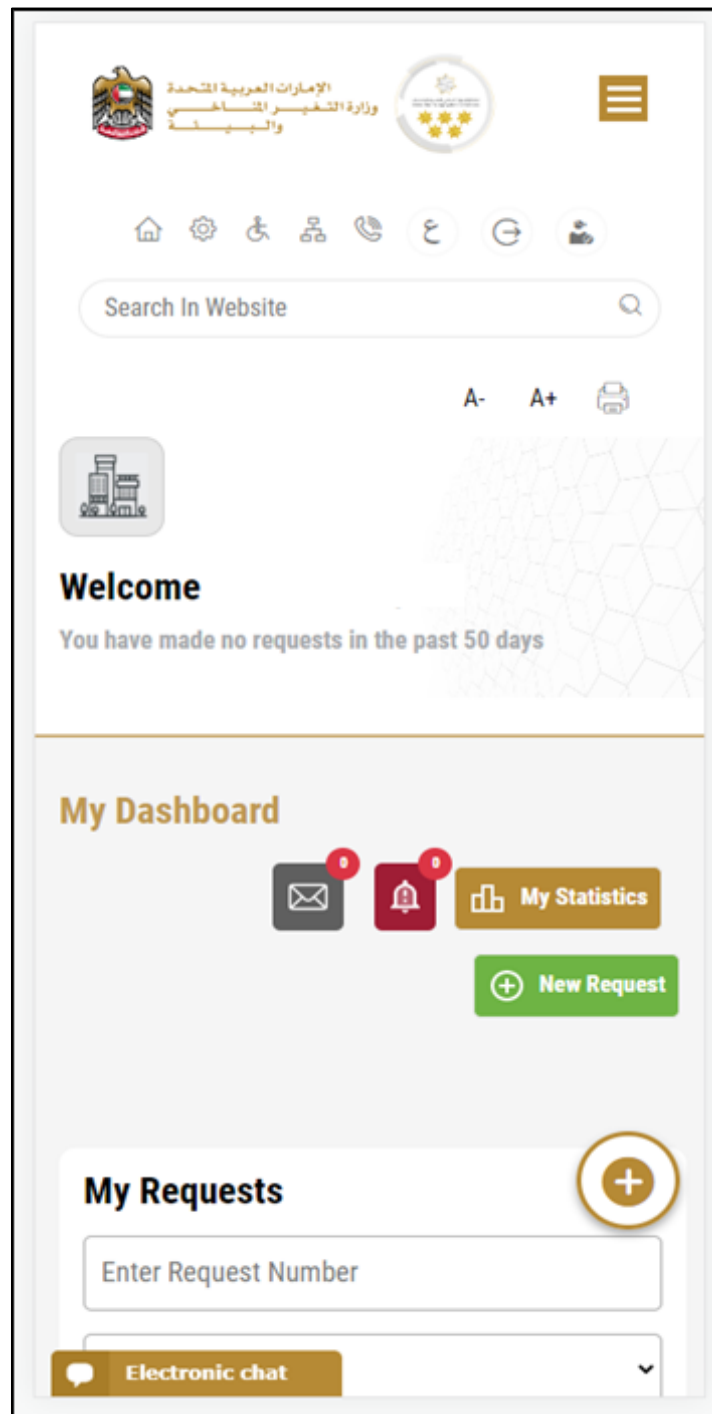 الإمارات العربية المتحدة
وزارة التغير المناخي
والبيئة
ع
Search In Website
A- A+
Welcome
You have made no requests in the past 50 days
My Dashboard
0 0
My Statistics
New Request
My Requests
Enter Request Number
Electronic chat